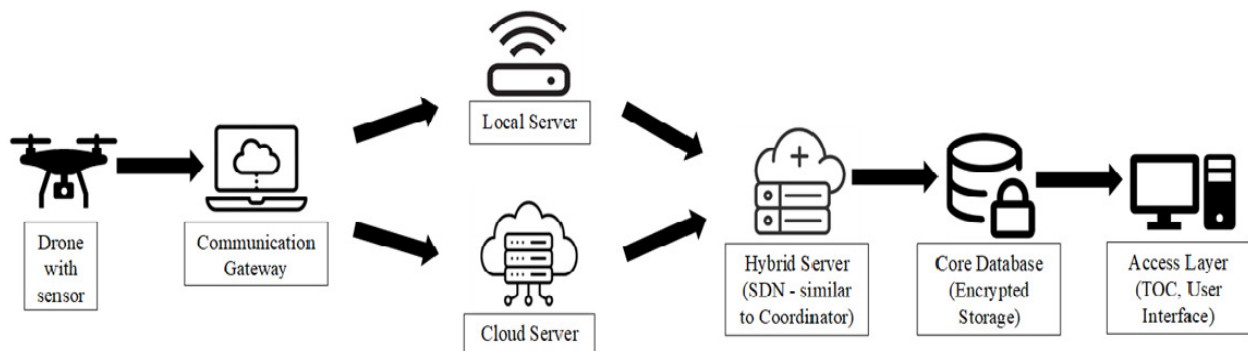 Drone
with
sensor
Communication
Gateway
Local Server
Cloud Server
Hybrid Server
(SDN - similar
to Coordinator)
Core Database
(Encrypted
Storage)
Access Layer
(TOC, User
Interface)